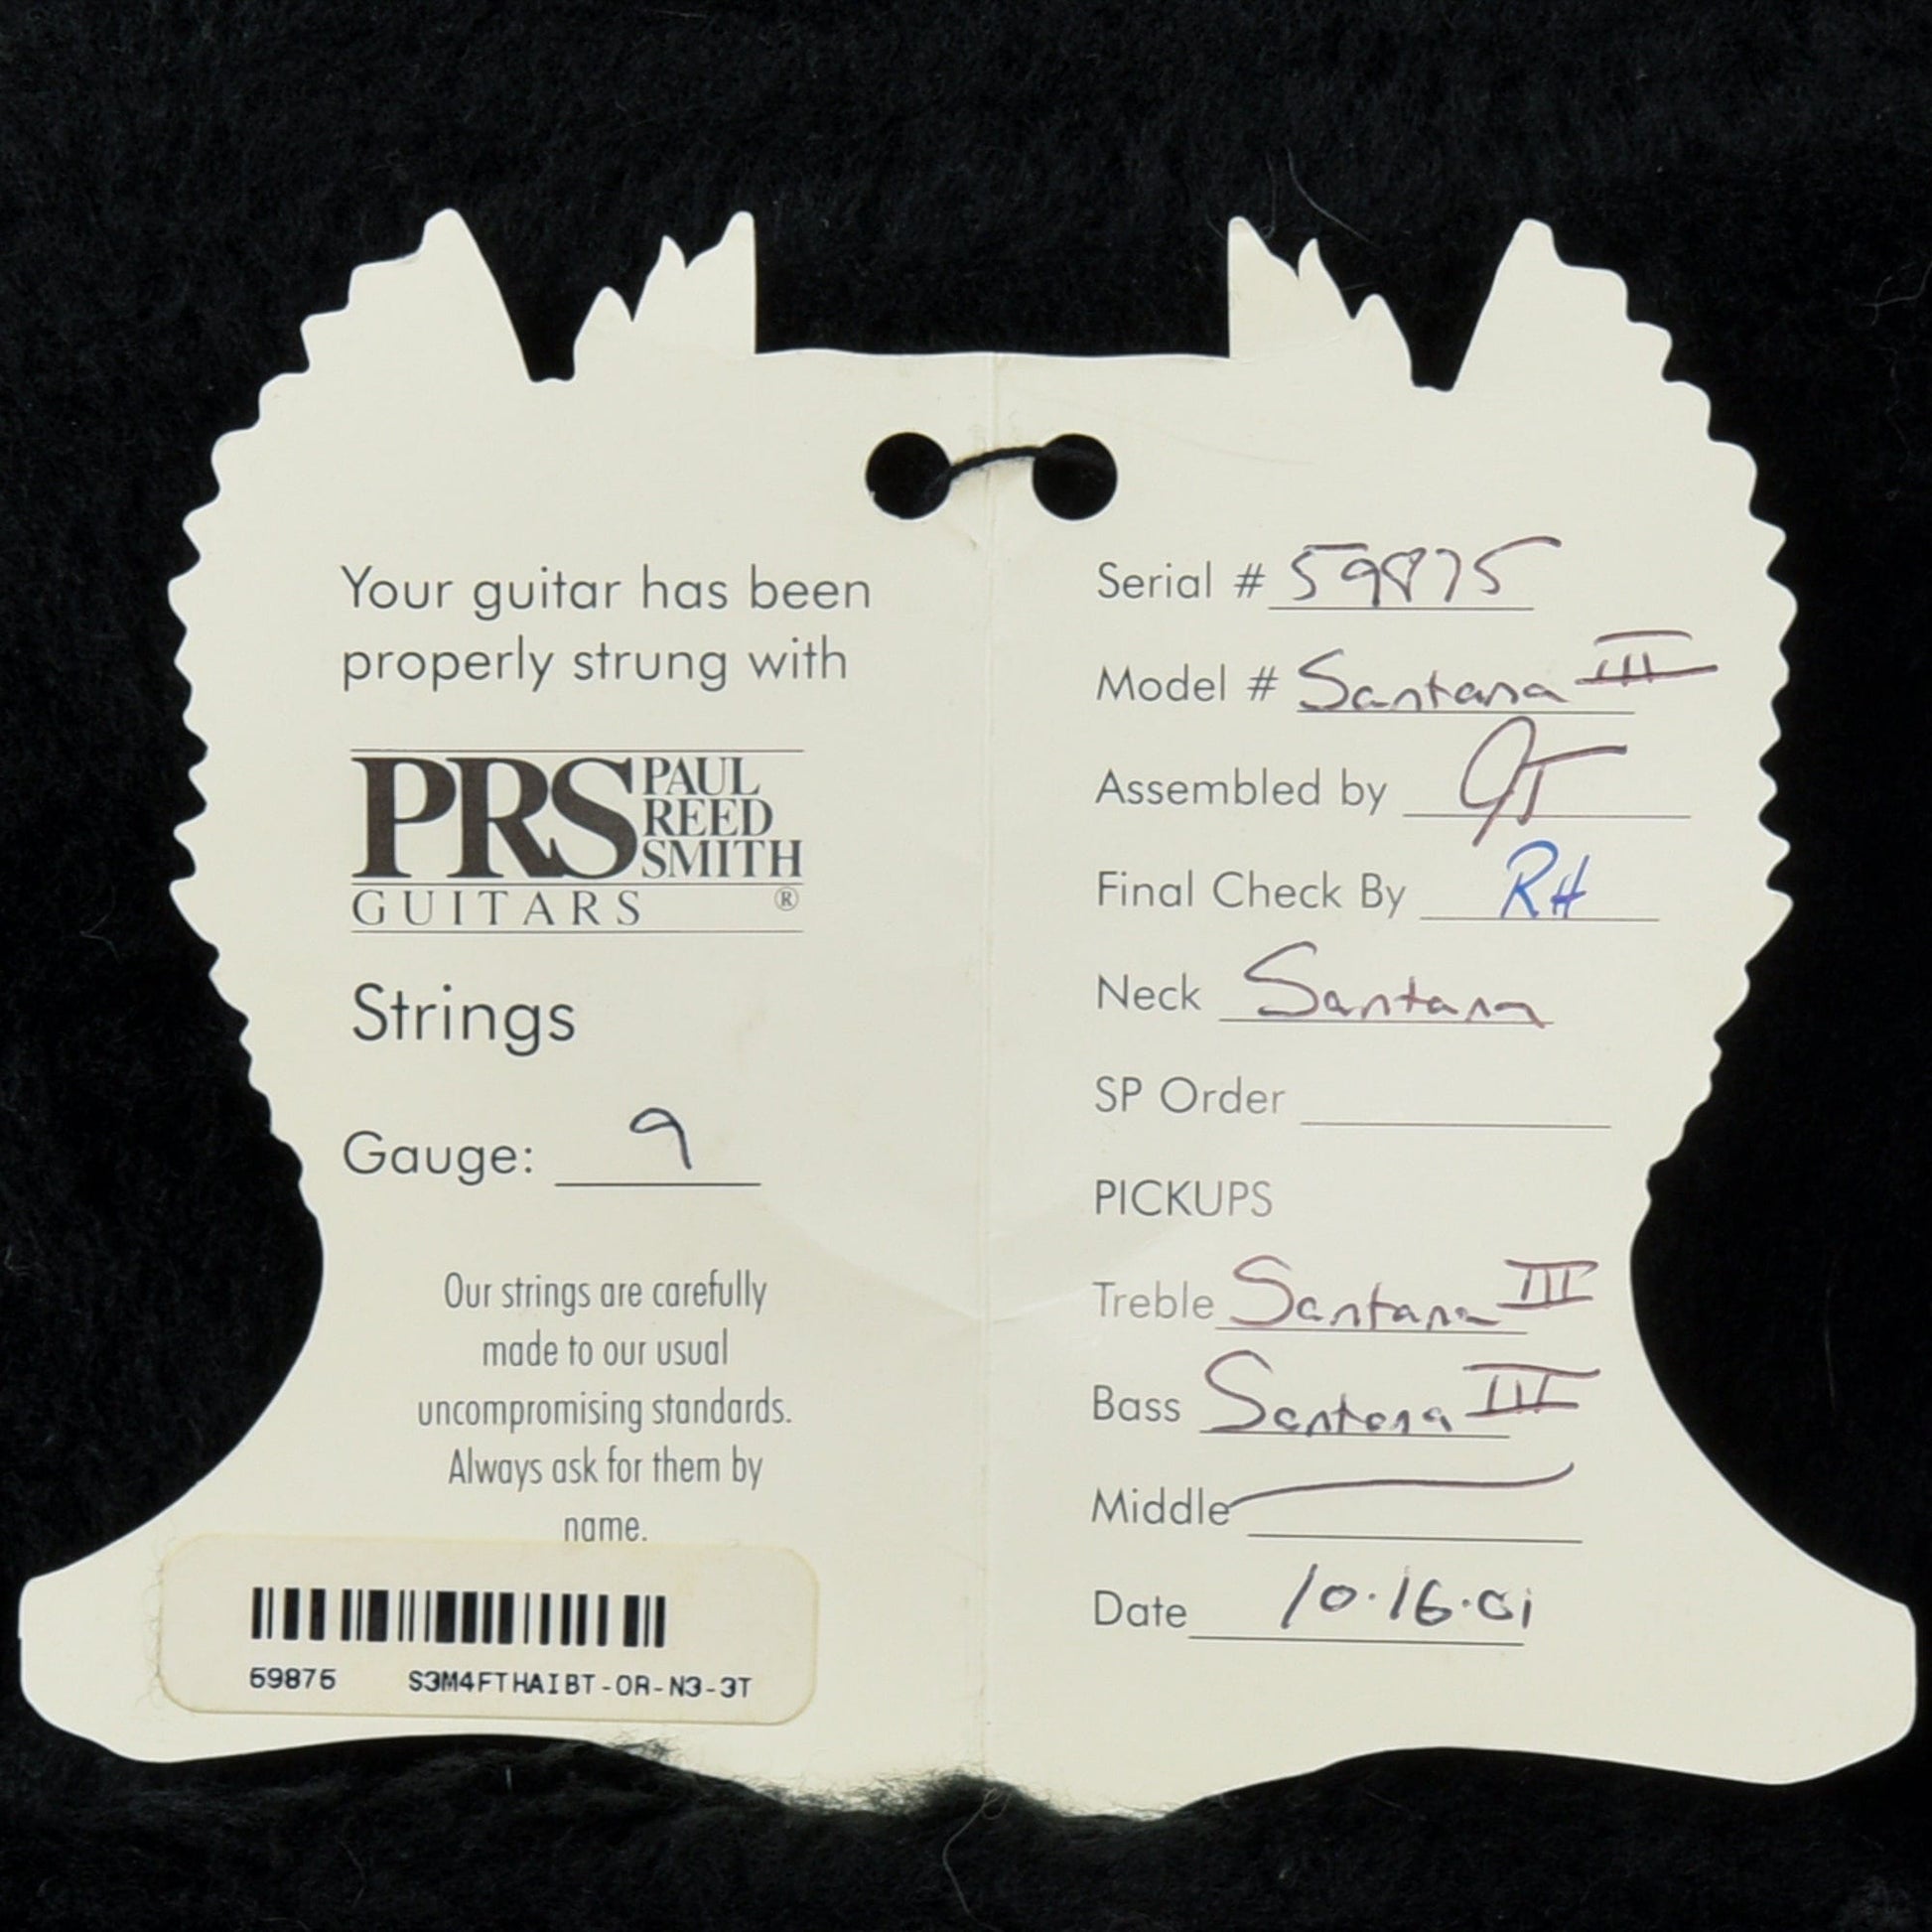 Your guitar has been
properly strung with
PRS PAUL
REED
SMITH
GUITARS ®
Strings
Gauge: 9
Our strings are carefully
made to our usual
uncompromising standards.
Always ask for them by
name.
59875 S3M4FTHAIBT-OR-N3-3T
Serial # 59875
Model # Santana III
Assembled by JT
Final Check By RH
Neck Santana
SP Order
PICKUPS
Treble Santana III
Bass Santana III
Middle
Date 10·16·01